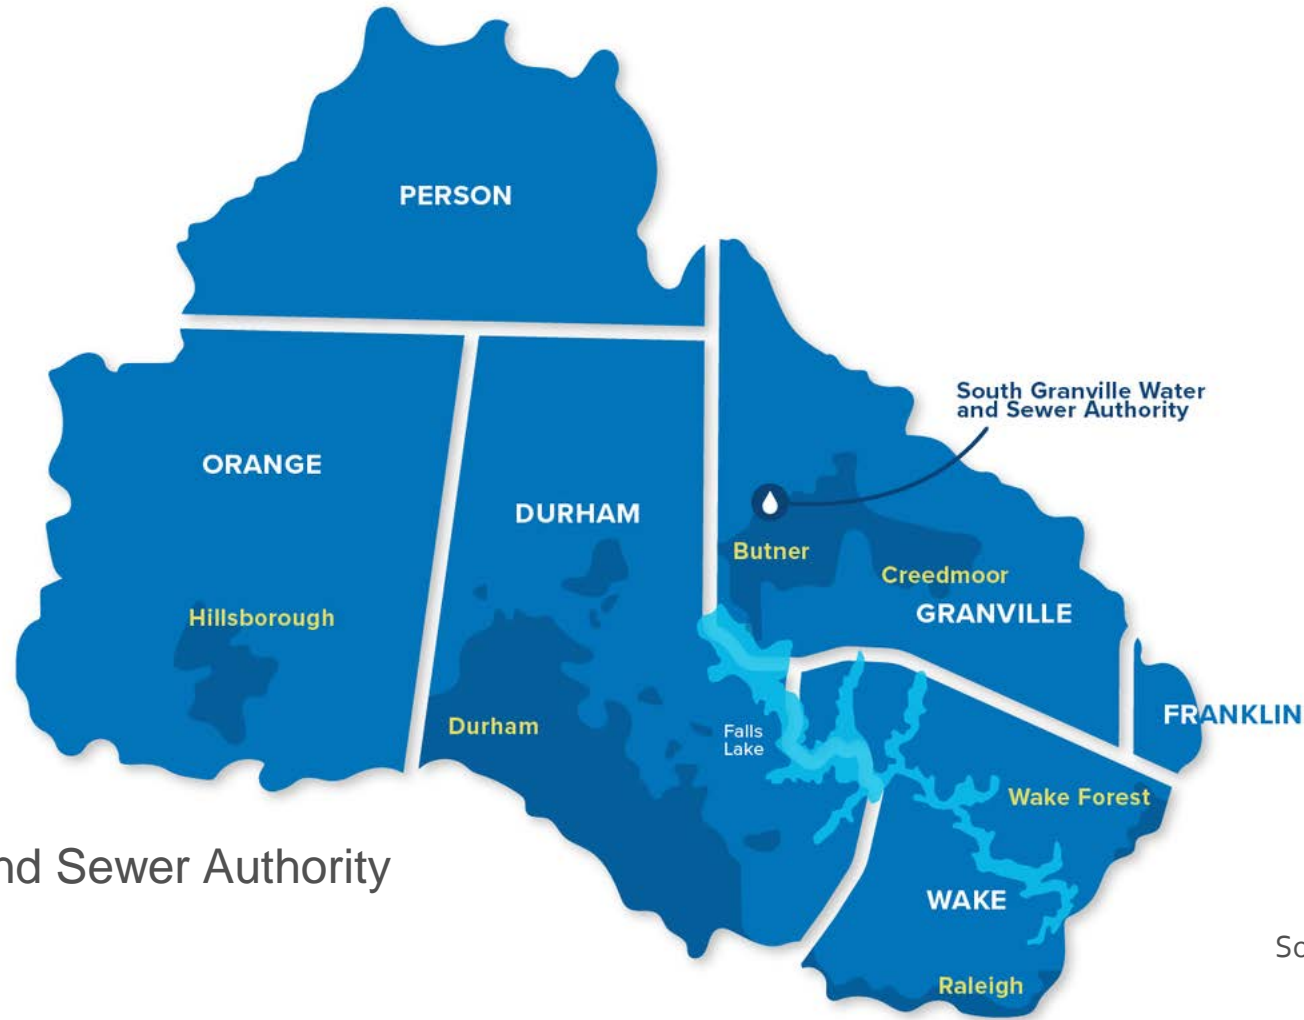 PERSON
South Granville Water
and Sewer Authority
ORANGE
DURHAM
Butner
Creedmoor
GRANVILLE
Hillsborough
FRANKLIN
Durham
Falls
Lake
Wake Forest
Sewer Authority
WAKE
Raleigh